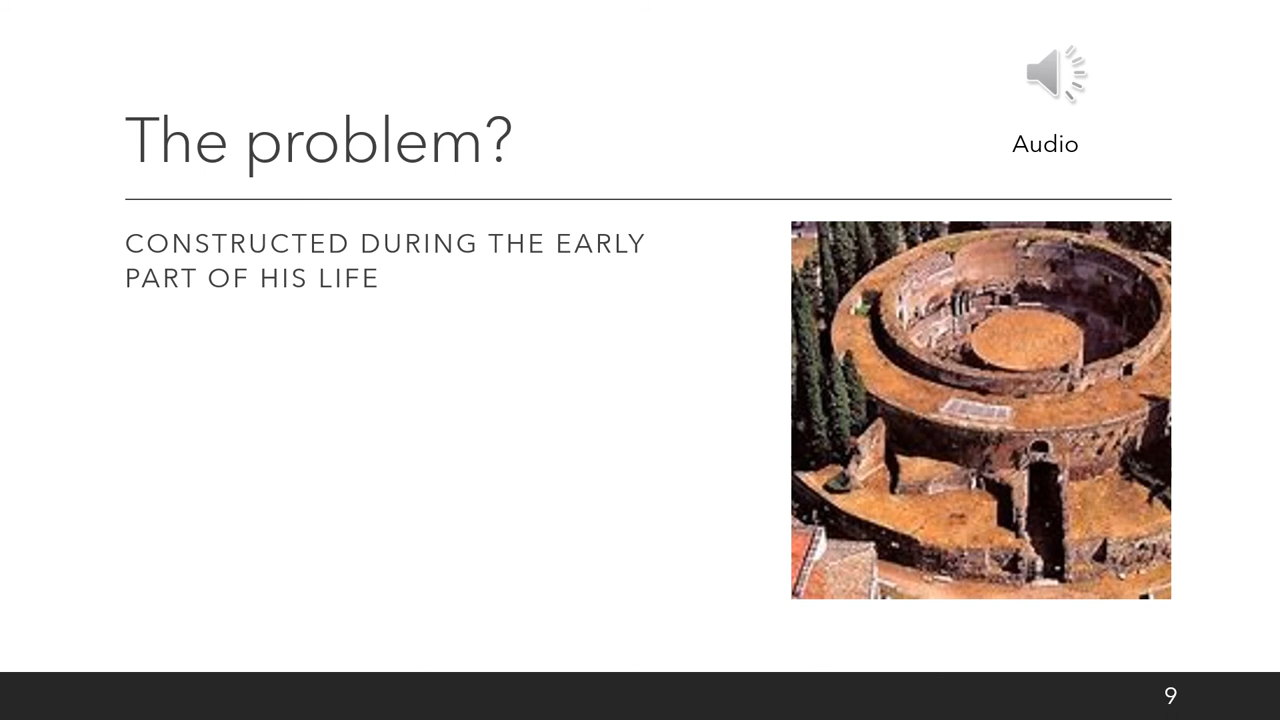 The problem?
Audio
CONSTRUCTED DURING THE EARLY
PART OF HIS LIFE
9